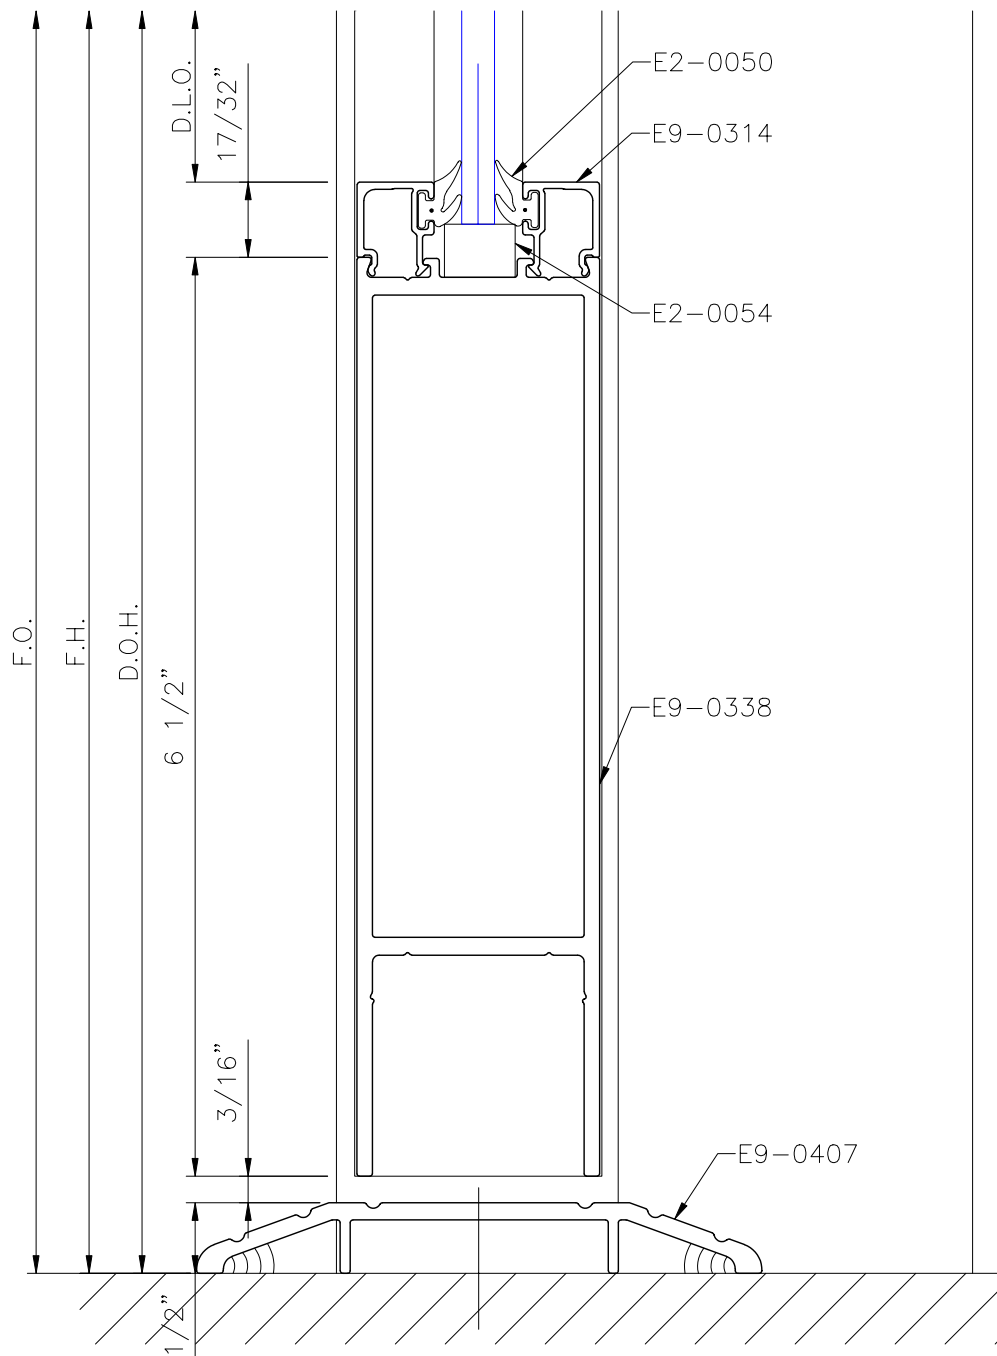 E2-0050
D.L.O.
17/32"
E9-0314
E2-0054
F.O.
F.H.
D.O.H.
6 1/2"
E9-0338
3/16"
E9-0407
1/2"